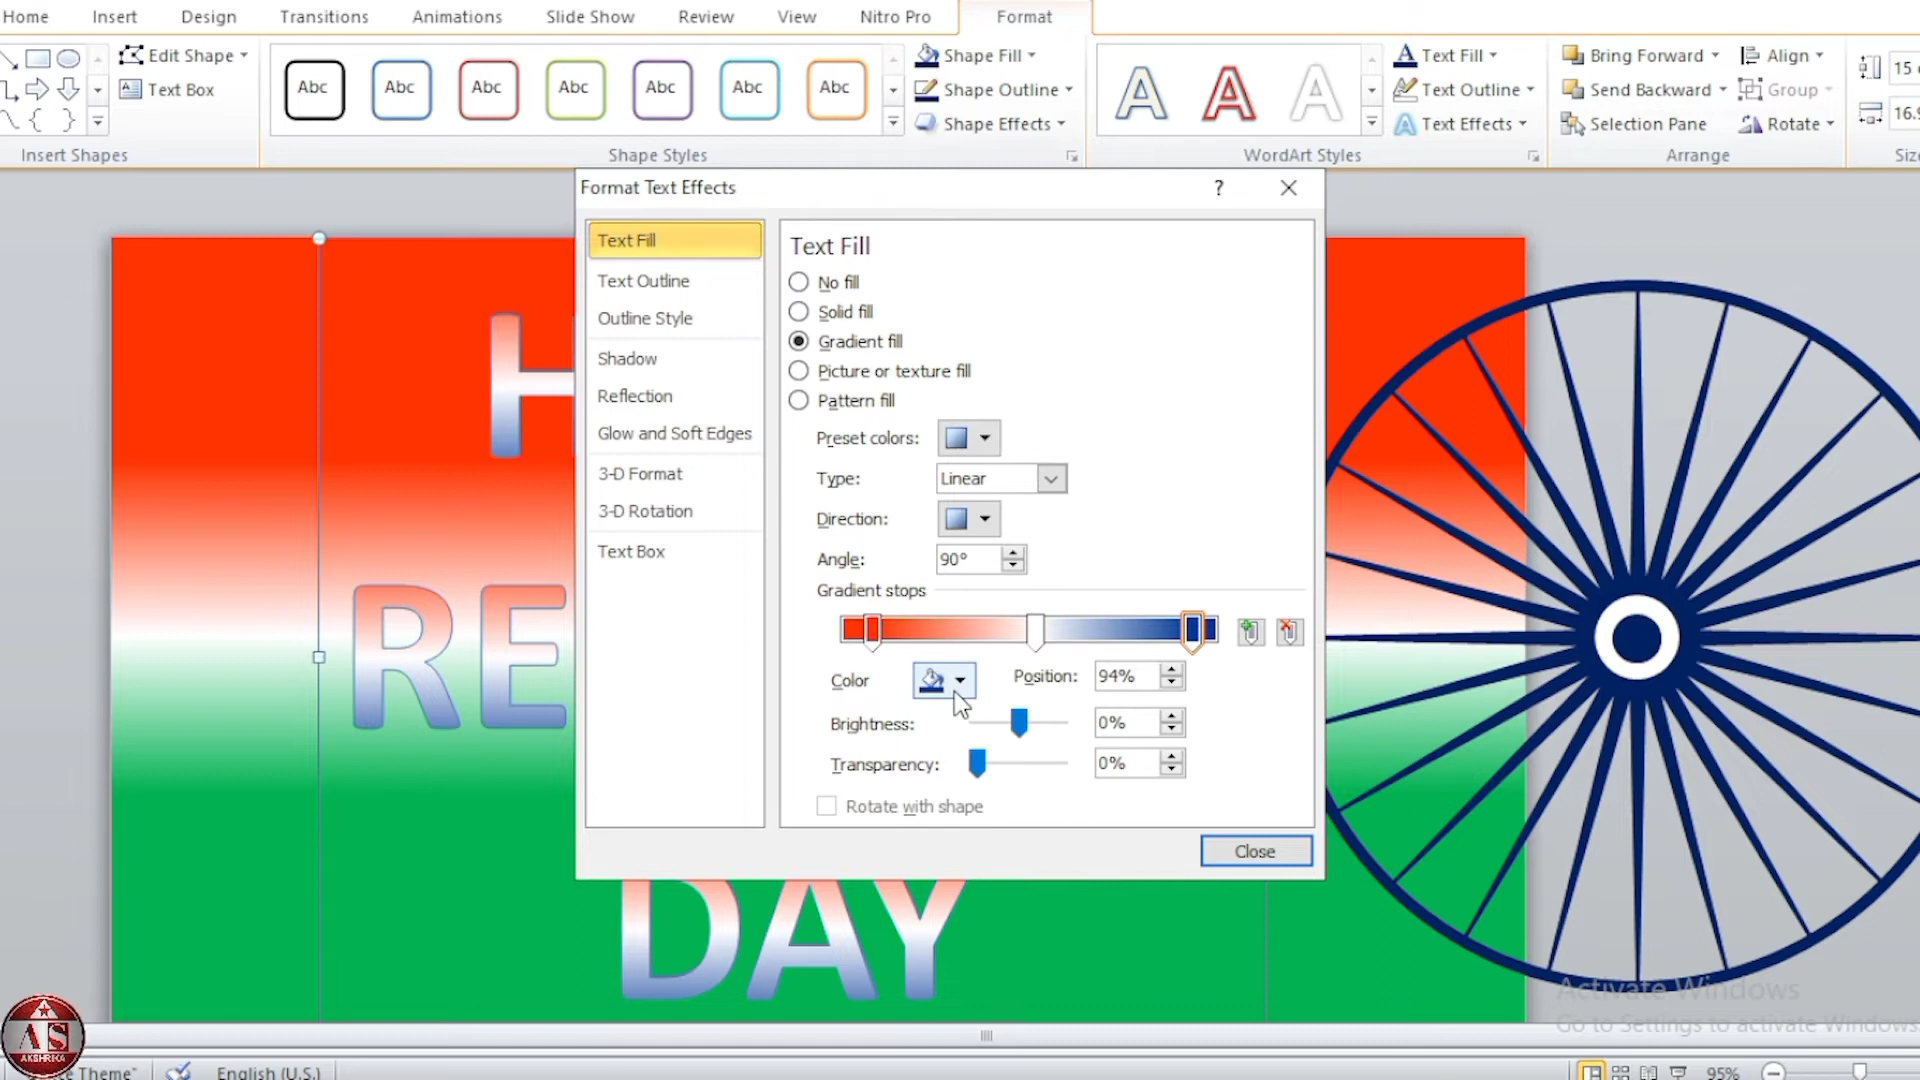 Home Insert Design Transitions Animations Slide Show Review View Nitro Pro Format
Edit Shape
Text Box
Insert Shapes
Abc Abc Abc Abc Abc Abc Abc
Shape Styles
Shape Fill
Shape Outline
Shape Effects
A A A
WordArt Styles
Text Fill
Text Outline
Text Effects
Bring Forward
Send Backward
Selection Pane
Align
Group
Rotate
Arrange
15
16.9
Format Text Effects
?
Text Fill
Text Outline
Outline Style
Shadow
Reflection
Glow and Soft Edges
3-D Format
3-D Rotation
Text Box
Text Fill
No fill
Solid fill
Gradient fill
Picture or texture fill
Pattern fill
Preset colors:
Type: Linear
Direction:
Angle: 90°
Gradient stops
Color Position: 94%
Brightness: 0%
Transparency: 0%
Rotate with shape
Close
H
RE
DAY
Activate Windows
Go to Settings to activate Windows
AS
AKSHRIKA
Theme"
English (U.S.)
95%